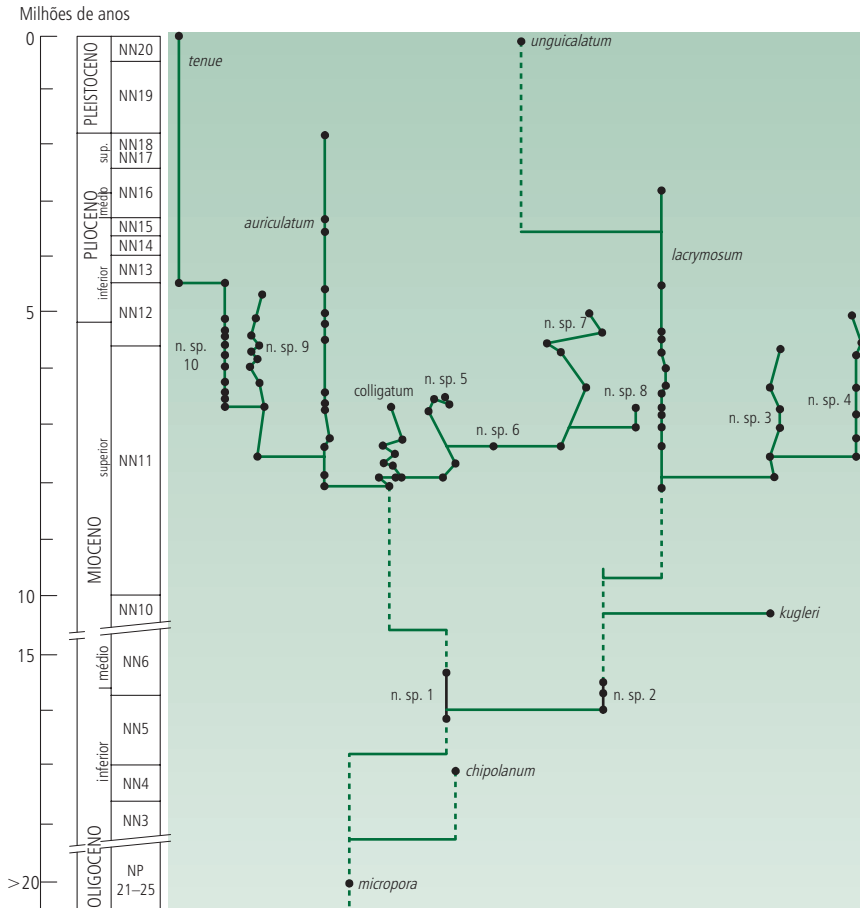 Milhões de anos
0
5
10
15
>20
PLEISTOCENO
PLIOCENO
MIOCENO
OLIGOCENO
sup.
médio
inferior
superior
médio
inferior
NN20
NN19
NN18
NN17
NN16
NN15
NN14
NN13
NN12
NN11
NN10
NN6
NN5
NN4
NN3
NP
21–25
tenue
unguicalatum
auriculatum
lacrymosum
n. sp.
10
n. sp. 9
n. sp. 7
colligatum
n. sp. 5
n. sp. 8
n. sp. 6
n. sp. 3
n. sp. 4
kugleri
n. sp. 1
n. sp. 2
chipolanum
micropora